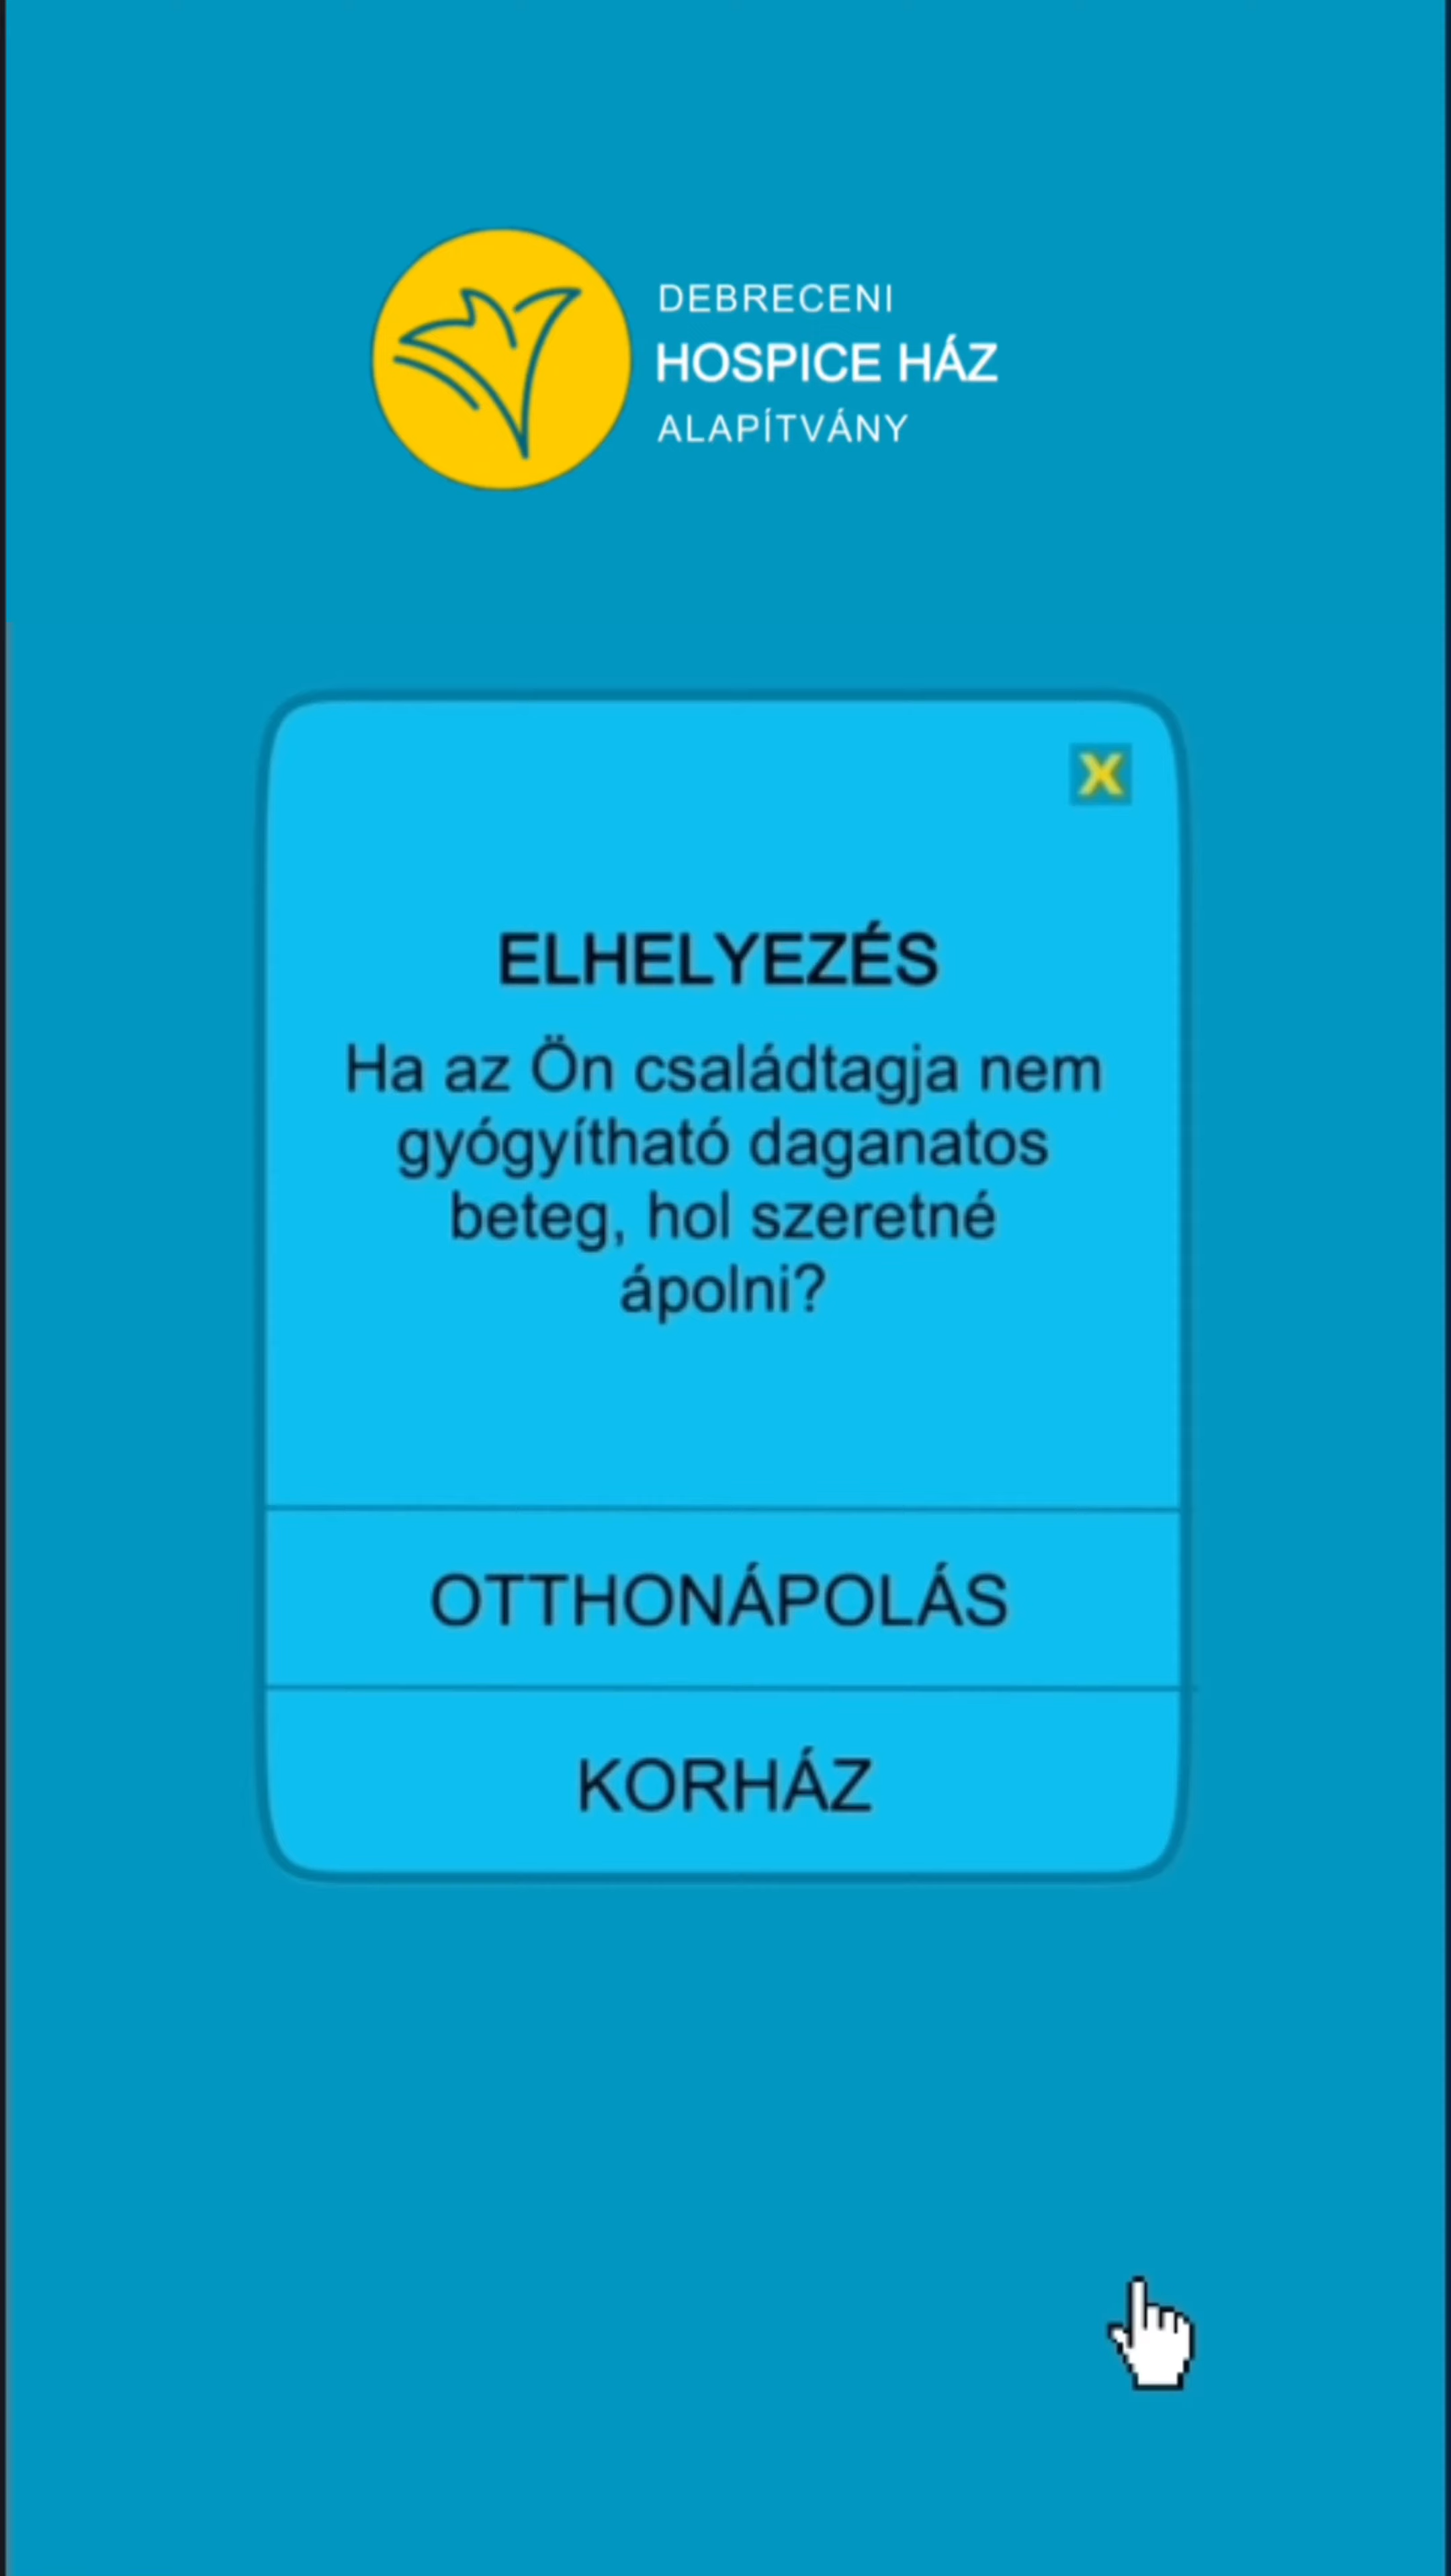 DEBRECENI
HOSPICE HÁZ
ALAPÍTVÁNY
X
ELHELYEZÉS
Ha az Ön családtagja nem
gyógyítható daganatos
beteg, hol szeretné
ápolni?
OTTHONÁPOLÁS
KORHÁZ